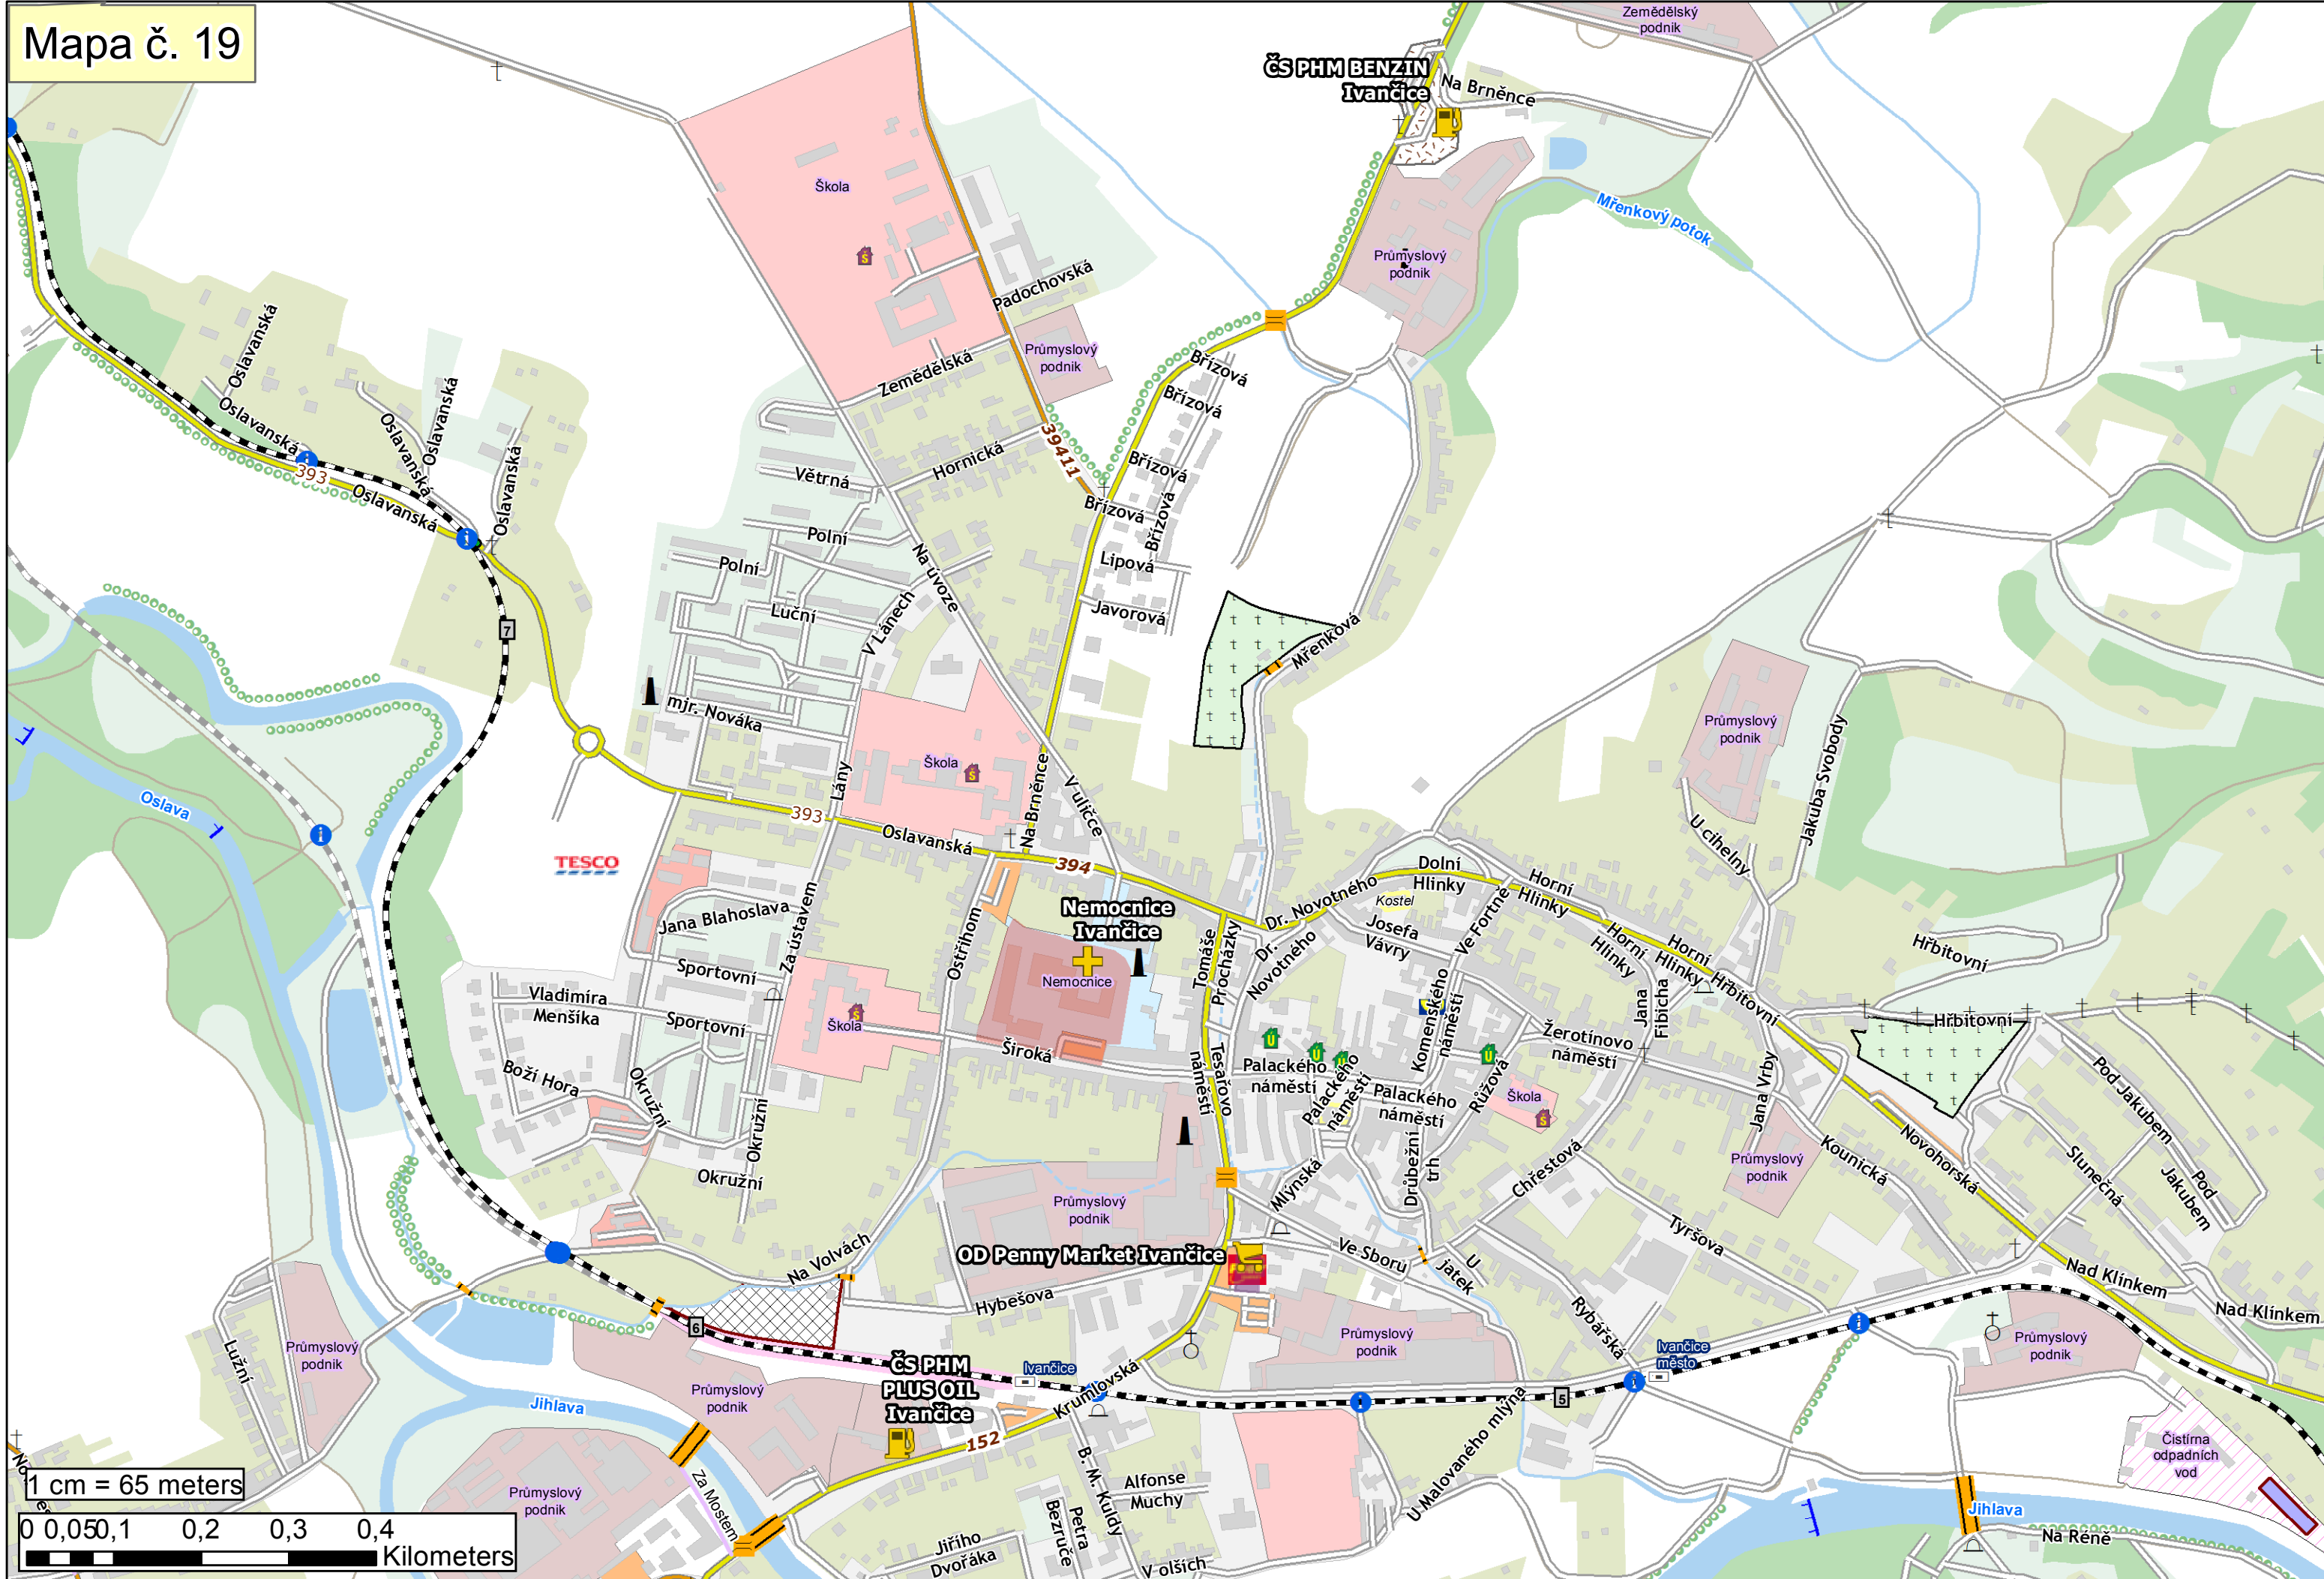 Mapa č. 19
Zemědělský
podnik
ČS PHM BENZIN
Ivančice
Na Brněnce
Škola
Mřenkový potok
Průmyslový
podnik
Padochovská
Průmyslový
podnik
Zemědělská
Oslavanská
Oslavanská
Oslavanská
Oslavanská
Oslavanská
Oslavanská
393
Břízová
Břízová
Břízová
Břízová
Břízová
39411
Hornická
Větrná
Polní
Polní
Na úvoze
Lipová
Javorová
Luční
V Lánech
Mřenková
mjr. Nováka
Průmyslový
podnik
Jakuba Svobody
Škola
Lány
Na Brněnce
V uličce
393
Oslavanská
394
Oslava
TESCO
U cihelny
Dolní
Hlinky
Horní
Hlinky
Kostel
Dr. Novotného
Dr.
Novotného
Josefa
Vávry
Ve Fortně
Horní
Hlinky
Horní
Hlinky
Hřbitovní
Hřbitovní
Hřbitovní
Jana Blahoslava
Za ústavem
Ostřihom
Nemocnice
Ivančice
Nemocnice
Tomáše
Procházky
Sportovní
Sportovní
Vladimíra
Menšíka
Škola
Široká
Komenského
náměstí
Jana
Fibicha
Žerotínovo
náměstí
Boží Hora
Okružní
Okružní
Okružní
Tesařovo
náměstí
Palackého
náměstí
Palackého
náměstí
Palackého
náměstí
Růžová
Škola
Jana Vrby
Pod Jakubem
Pod
Jakubem
Slunečná
Průmyslový
podnik
Kounická
Novohorská
Drůbežní
trh
Chřestová
Mlýnská
Tyršova
Průmyslový
podnik
Na Volvách
OD Penny Market Ivančice
Ve Sboru
U
jatek
Hybešova
Rybářská
Nad Klínkem
Nad Klínkem
Průmyslový
podnik
Lužní
Průmyslový
podnik
Ivančice
město
Průmyslový
podnik
7
6
5
ČS PHM
PLUS OIL
Ivančice
Ivančice
Krumlovská
Průmyslový
podnik
Jihlava
152
U Malovaného mlýna
B. M. Kuldy
Alfonse
Muchy
Čistírna
odpadních
vod
Za Mostem
Průmyslový
podnik
Petra
Bezruče
Jiřího
Dvořáka
V olších
Jihlava
Na Réně
1 cm = 65 meters
0 0,05 0,1 0,2 0,3 0,4
Kilometers